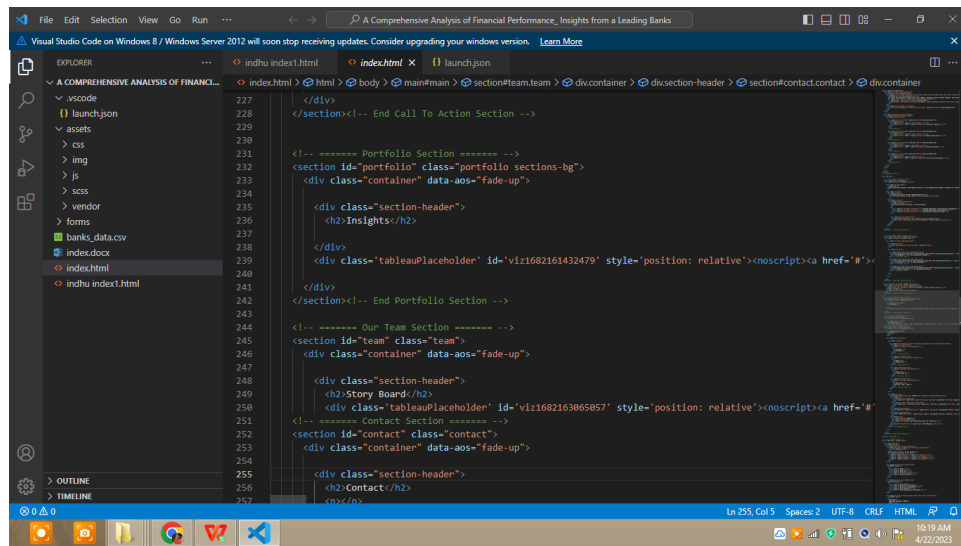 File Edit Selection View Go Run ··· A Comprehensive Analysis of Financial Performance_ Insights from a Leading Banks
Visual Studio Code on Windows 8 / Windows Server 2012 will soon stop receiving updates. Consider upgrading your windows version. Learn More
EXPLORER ···
A COMPREHENSIVE ANALYSIS OF FINANCI...
.vscode
launch.json
assets
css
img
js
scss
vendor
forms
banks_data.csv
index.docx
index.html
indhu index1.html
OUTLINE
TIMELINE
indhu index1.html index.html launch.json
index.html > html > body > main#main > section#team.team > div.container > div.section-header > section#contact.contact > div.container
227 </div>
228 </section><!-- End Call To Action Section -->
229
230
231 <!-- ======= Portfolio Section ======= -->
232 <section id="portfolio" class="portfolio sections-bg">
233 <div class="container" data-aos="fade-up">
234
235 <div class="section-header">
236 <h2>Insights</h2>
237
238 </div>
239 <div class='tableauPlaceholder' id='viz1682161432479' style='position: relative'><noscript><a href='#'><
240
241 </div>
242 </section><!-- End Portfolio Section -->
243
244 <!-- ======= Our Team Section ======= -->
245 <section id="team" class="team">
246 <div class="container" data-aos="fade-up">
247
248 <div class="section-header">
249 <h2>Story Board</h2>
250 <div class='tableauPlaceholder' id='viz1682163065057' style='position: relative'><noscript><a href='#'
251 <!-- ======= Contact Section ======= -->
252 <section id="contact" class="contact">
253 <div class="container" data-aos="fade-up">
254
255 <div class="section-header">
256 <h2>Contact</h2>
257 <p></p>
0 0 Ln 255, Col 5 Spaces: 2 UTF-8 CRLF HTML
10:19 AM
4/22/2023